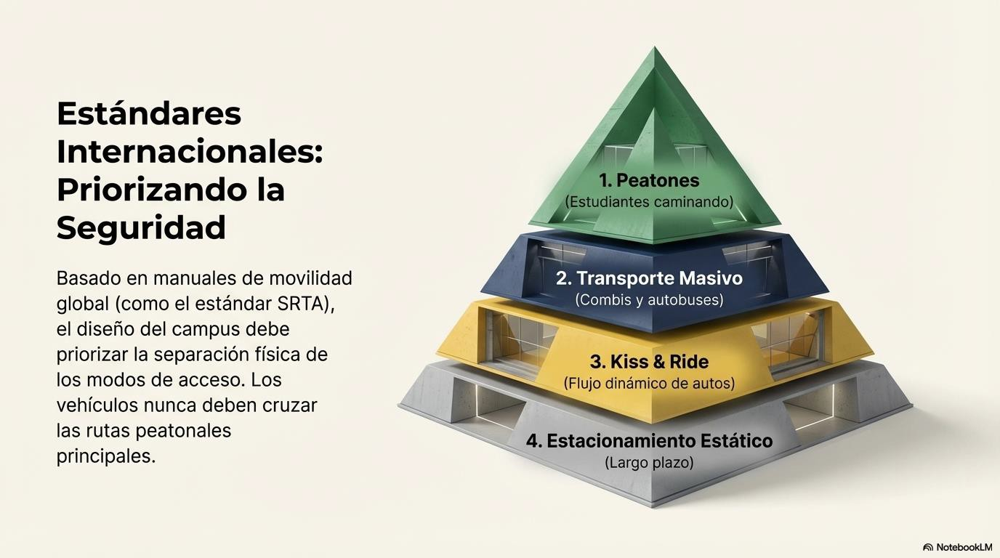 Estándares
Internacionales:
Priorizando la
Seguridad
Basado en manuales de movilidad
global (como el estándar SRTA),
el diseño del campus debe
priorizar la separación física de
los modos de acceso. Los
vehículos nunca deben cruzar
las rutas peatonales
principales.
1. Peatones
(Estudiantes caminando)
2. Transporte Masivo
(Combis y autobuses)
3. Kiss & Ride
(Flujo dinámico de autos)
4. Estacionamiento Estático
(Largo plazo)
NotebookLM